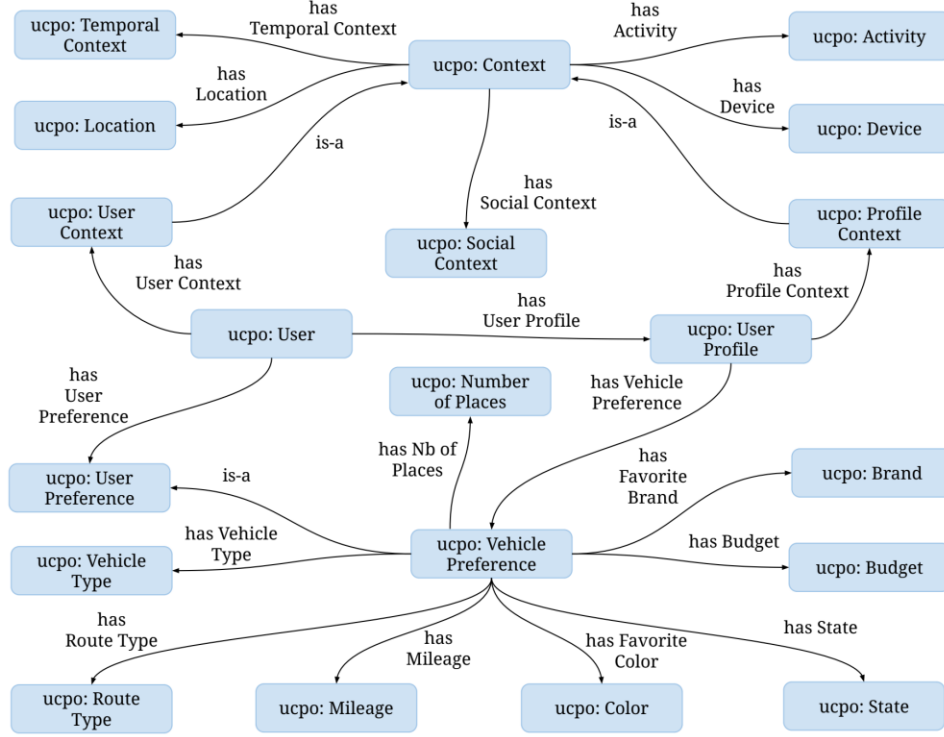 ucpo: Temporal
Context
has
Temporal Context
ucpo: Context
has
Activity
ucpo: Activity
has
Location
ucpo: Location
has
Device
ucpo: Device
is-a
is-a
has
Social Context
ucpo: User
Context
ucpo: Social
Context
ucpo: Profile
Context
has
User Context
has
Profile Context
ucpo: User
has
User Profile
ucpo: User
Profile
has
User
Preference
ucpo: Number
of Places
has Vehicle
Preference
has Nb of
Places
has
Favorite
Brand
ucpo: User
Preference
is-a
ucpo: Brand
has Vehicle
Type
ucpo: Vehicle
Type
ucpo: Vehicle
Preference
has Budget
ucpo: Budget
has
Route Type
has
Mileage
has Favorite
Color
has State
ucpo: Route
Type
ucpo: Mileage
ucpo: Color
ucpo: State